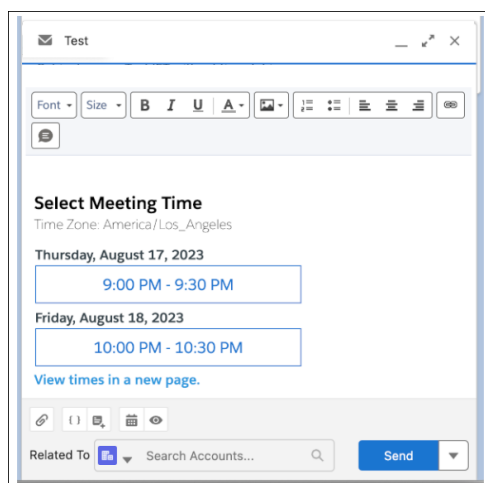 Test
Font Size B I U A
Select Meeting Time
Time Zone: America/Los_Angeles
Thursday, August 17, 2023
9:00 PM - 9:30 PM
Friday, August 18, 2023
10:00 PM - 10:30 PM
View times in a new page.
Related To Search Accounts... Send